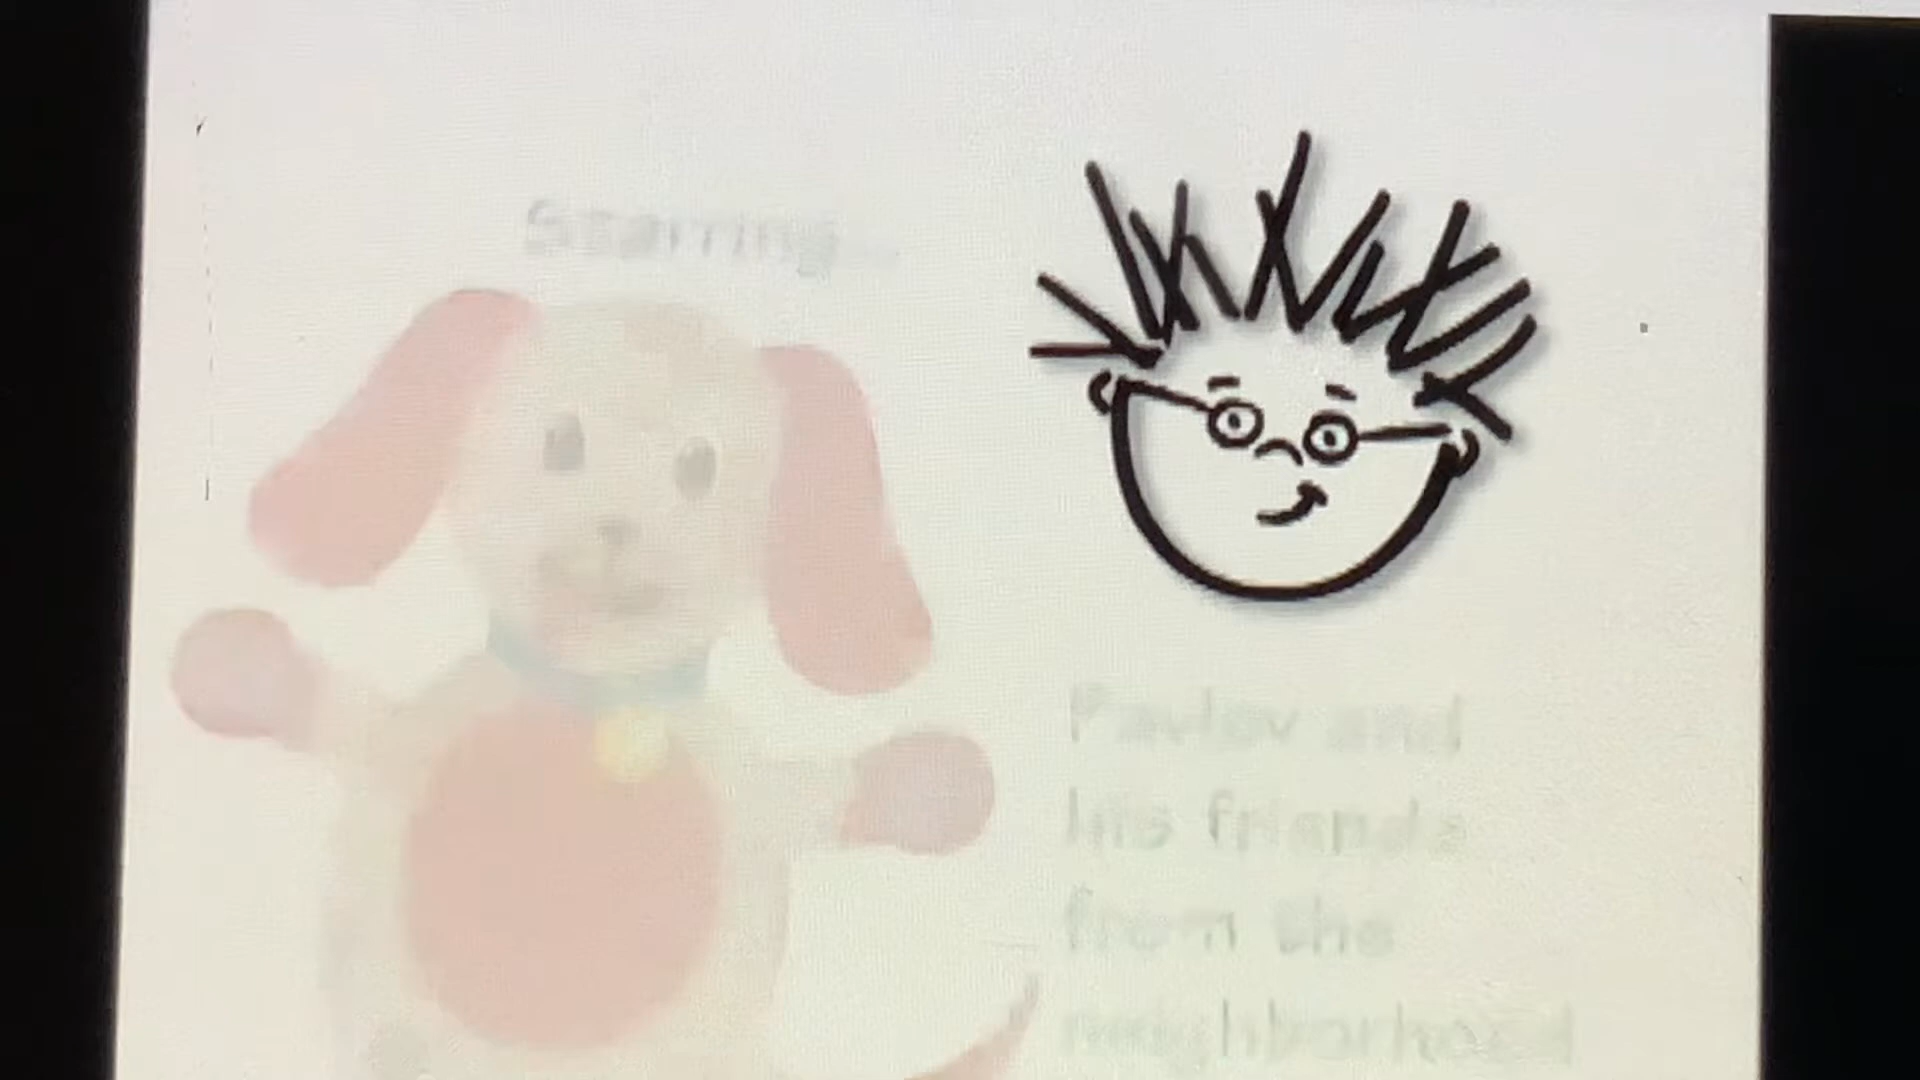 Starring...
Pavlov and
his friends
from the
neighborhood